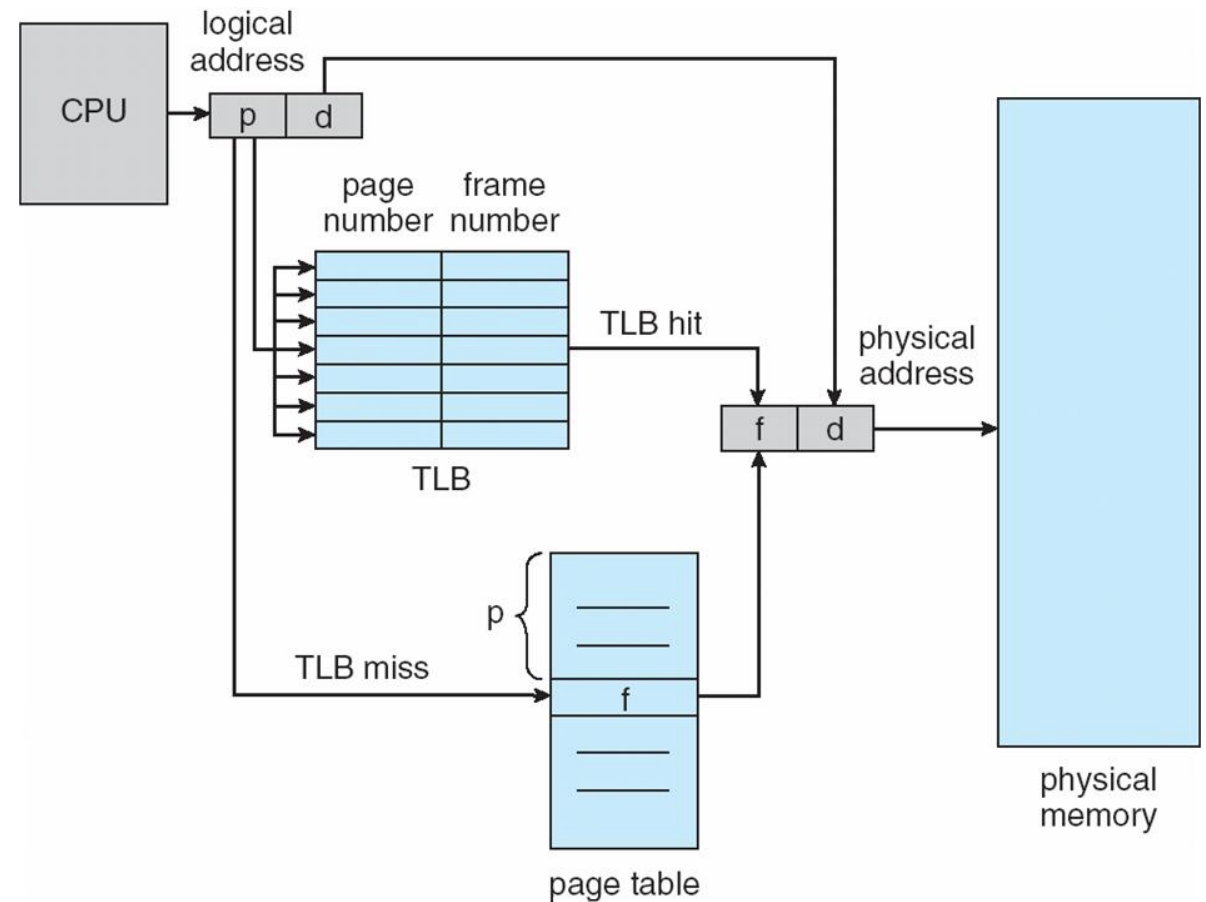 logical
address
CPU
p
d
page
number
frame
number
TLB hit
physical
address
f
d
TLB
p
TLB miss
f
physical
memory
page table